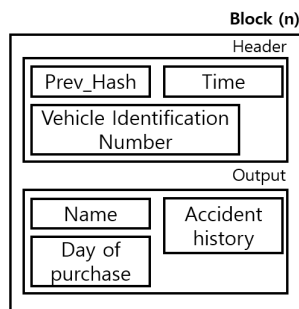 Block (n)
Header
Prev_Hash
Time
Vehicle Identification
Number
Output
Name
Accident
history
Day of
purchase